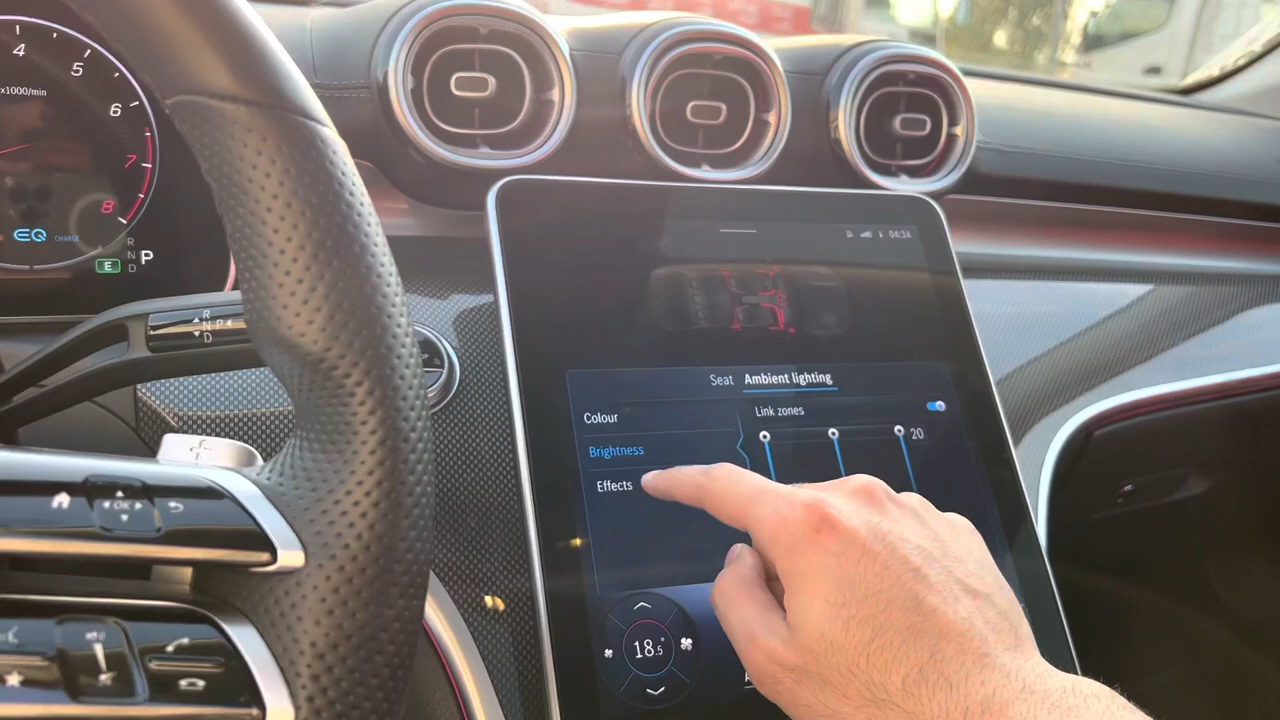 4
5
x1000/min
6
7
8
EQ CHARGE
R
N
D
P
E
R
N P
D
OK
04:34
Seat Ambient lighting
Colour
Link zones
Brightness
20
Effects
18.5°